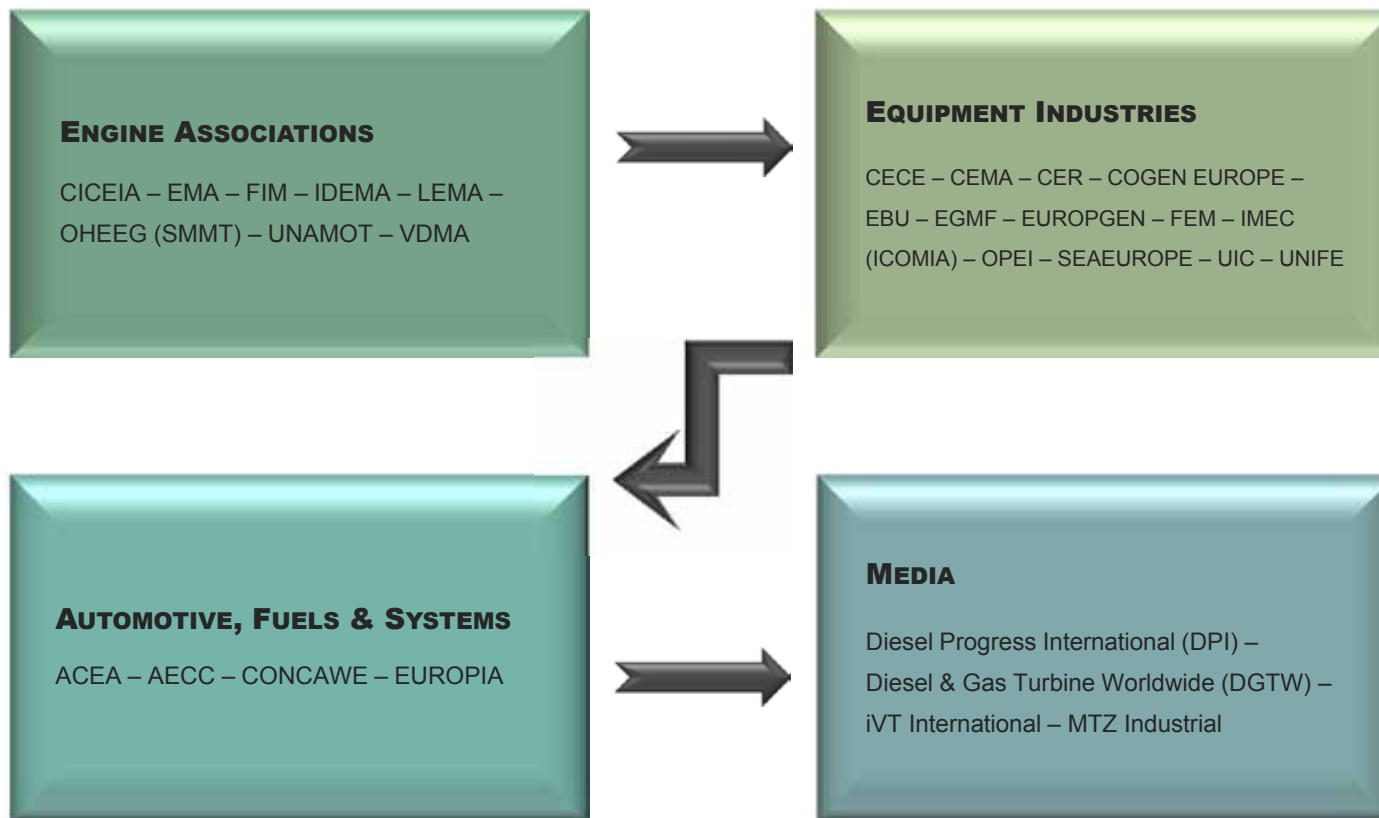 ENGINE ASSOCIATIONS
CICEIA – EMA – FIM – IDEMA – LEMA –
OHEEG (SMMT) – UNAMOT – VDMA
EQUIPMENT INDUSTRIES
CECE – CEMA – CER – COGEN EUROPE –
EBU – EGMF – EUROPGEN – FEM – IMEC
(ICOMIA) – OPEI – SEAEUROPE – UIC – UNIFE
AUTOMOTIVE, FUELS & SYSTEMS
ACEA – AECC – CONCAWE – EUROPIA
MEDIA
Diesel Progress International (DPI) –
Diesel & Gas Turbine Worldwide (DGTW) –
iVT International – MTZ Industrial